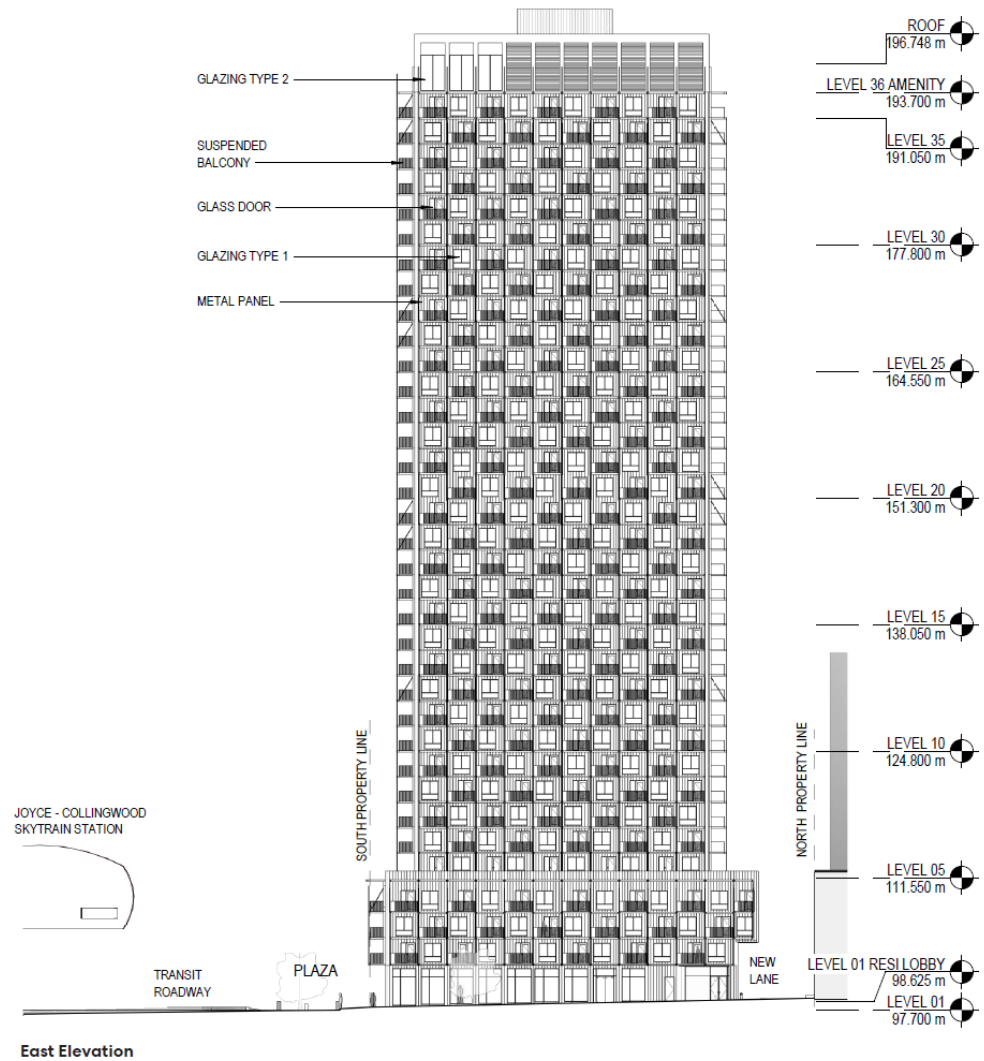 ROOF
196.748 m
GLAZING TYPE 2
LEVEL 36 AMENITY
193.700 m
SUSPENDED
BALCONY
LEVEL 35
191.050 m
GLASS DOOR
LEVEL 30
177.800 m
GLAZING TYPE 1
METAL PANEL
LEVEL 25
164.550 m
LEVEL 20
151.300 m
LEVEL 15
138.050 m
SOUTH PROPERTY LINE
NORTH PROPERTY LINE
LEVEL 10
124.800 m
JOYCE - COLLINGWOOD
SKYTRAIN STATION
LEVEL 05
111.550 m
TRANSIT
ROADWAY
PLAZA
NEW
LANE
LEVEL 01 RESI LOBBY
98.625 m
LEVEL 01
97.700 m
East Elevation